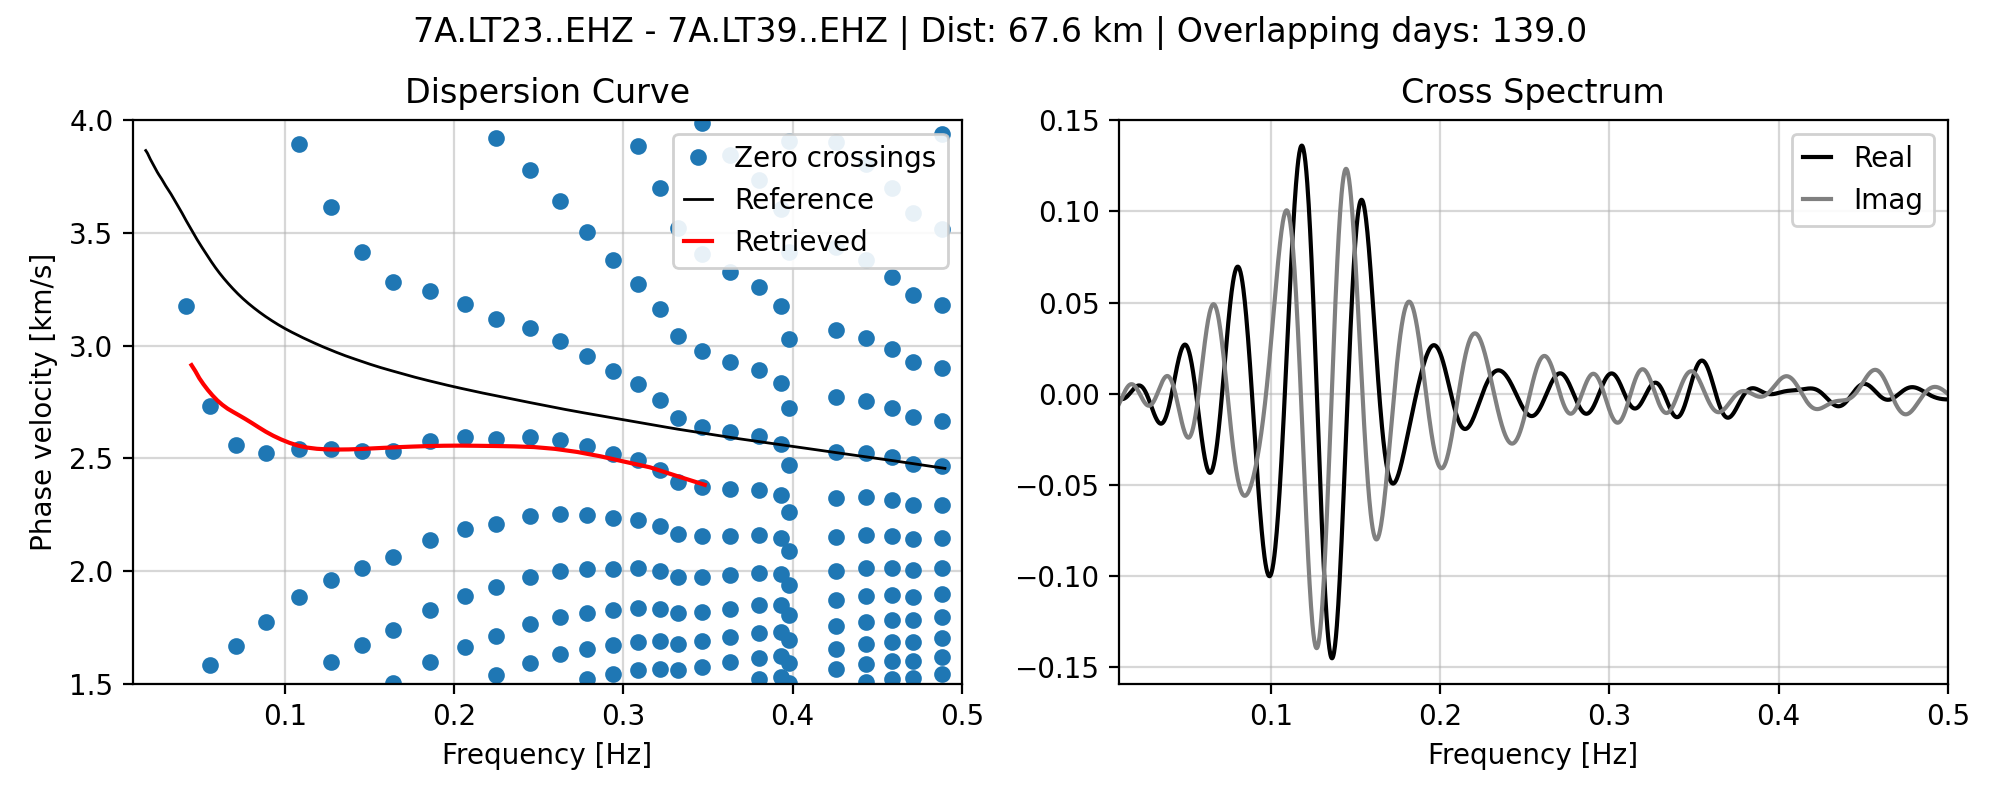 7A.LT23..EHZ - 7A.LT39..EHZ | Dist: 67.6 km | Overlapping days: 139.0
Dispersion Curve
Phase velocity [km/s]
4.0
3.5
3.0
2.5
2.0
1.5
0.1 0.2 0.3 0.4 0.5
Frequency [Hz]
Zero crossings
Reference
Retrieved
Cross Spectrum
0.15
0.10
0.05
0.00
−0.05
−0.10
−0.15
0.1 0.2 0.3 0.4 0.5
Frequency [Hz]
Real
Imag